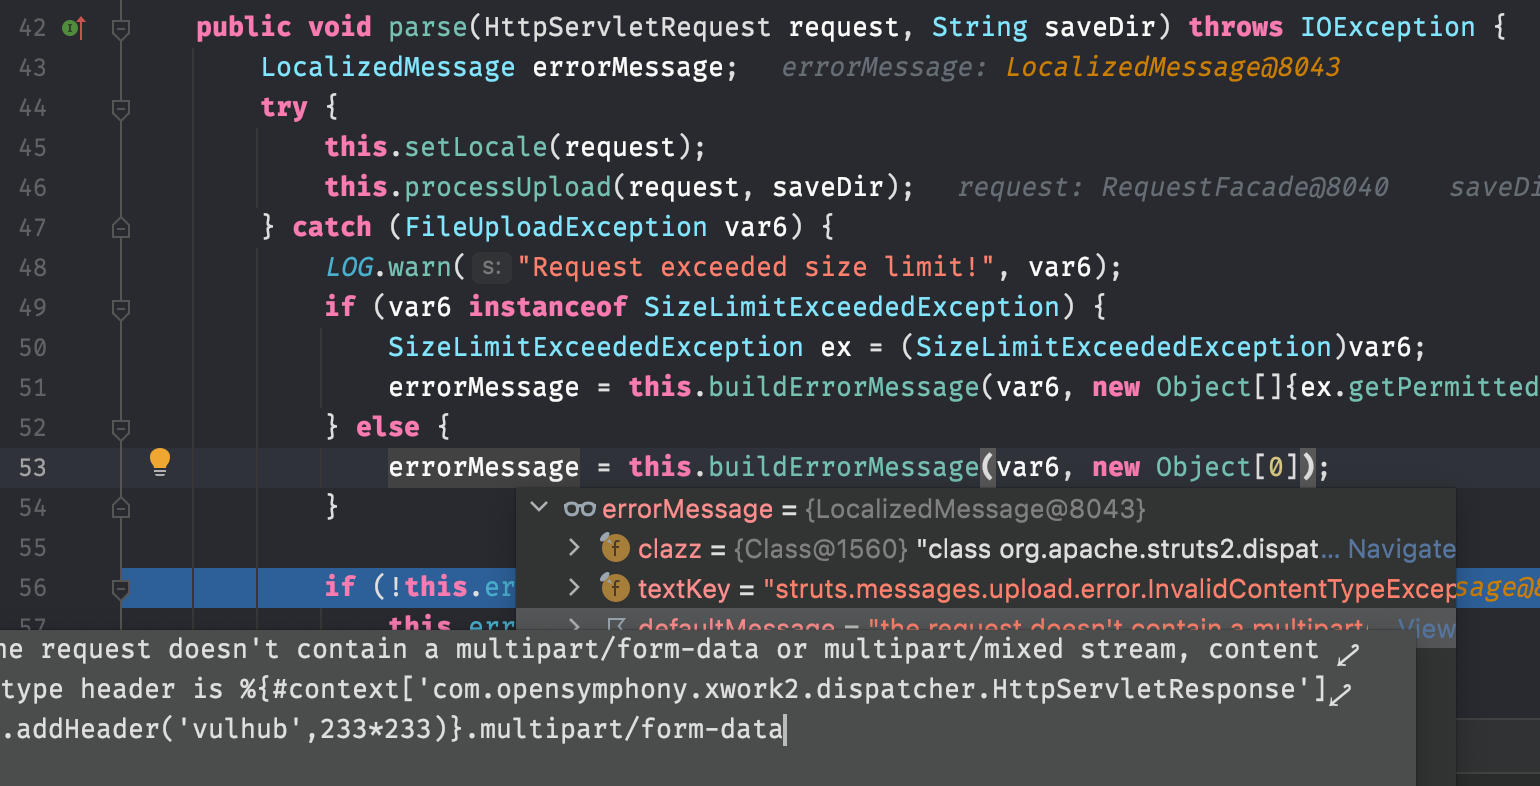 42 public void parse(HttpServletRequest request, String saveDir) throws IOException {
43 LocalizedMessage errorMessage; errorMessage: LocalizedMessage@8043
44 try {
45 this.setLocale(request);
46 this.processUpload(request, saveDir); request: RequestFacade@8040 saveDi
47 } catch (FileUploadException var6) {
48 LOG.warn( s: "Request exceeded size limit!", var6);
49 if (var6 instanceof SizeLimitExceededException) {
50 SizeLimitExceededException ex = (SizeLimitExceededException)var6;
51 errorMessage = this.buildErrorMessage(var6, new Object[]{ex.getPermitted
52 } else {
53 errorMessage = this.buildErrorMessage(var6, new Object[0]);
54 }
errorMessage = {LocalizedMessage@8043}
55
clazz = {Class@1560} "class org.apache.struts2.dispat... Navigate
56 if (!this.er
textKey = "struts.messages.upload.error.InvalidContentTypeExcep
sage@8
57 this.err
defaultMessage = "the request doesn't contain a multipart/ View
he request doesn't contain a multipart/form-data or multipart/mixed stream, content
type header is %{#context['com.opensymphony.xwork2.dispatcher.HttpServletResponse']
.addHeader('vulhub',233*233)}.multipart/form-data